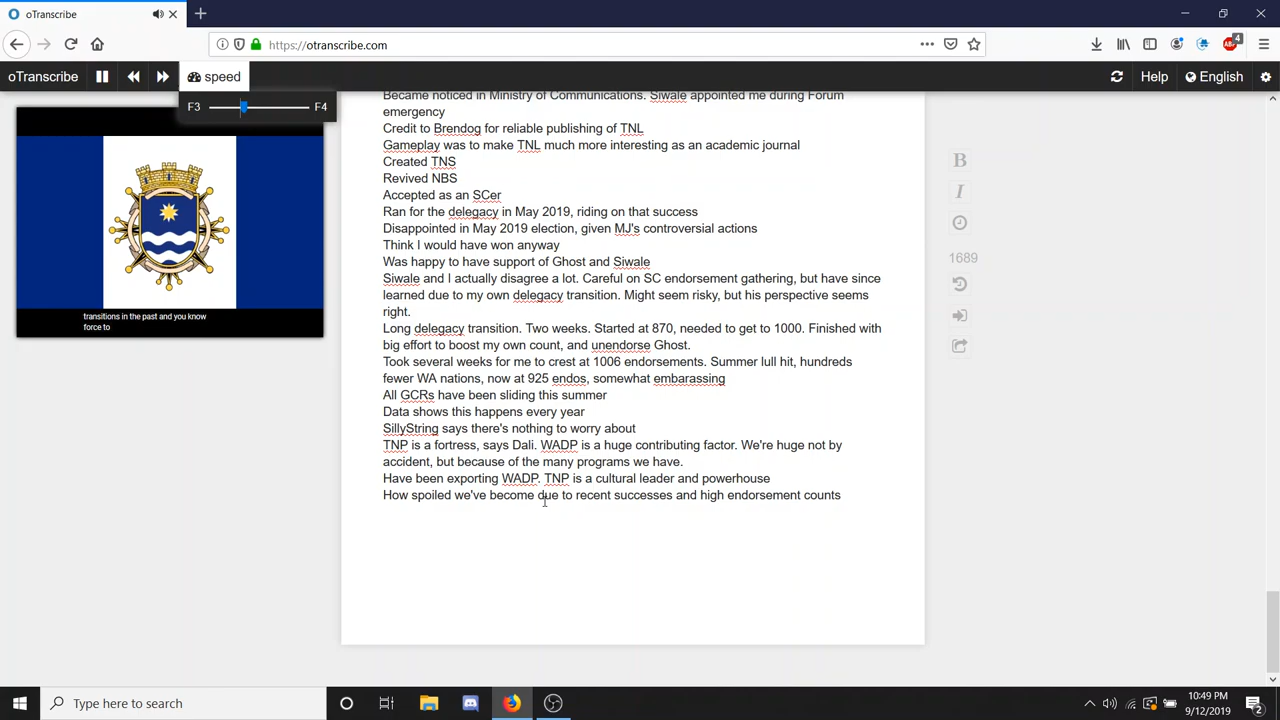 oTranscribe
https://otranscribe.com
4
oTranscribe
speed
Help
English
F3
F4
transitions in the past and you know
force to
Became noticed in Ministry of Communications. Siwale appointed me during Forum
emergency
Credit to Brendog for reliable publishing of TNL
Gameplay was to make TNL much more interesting as an academic journal
Created TNS
Revived NBS
Accepted as an SCer
Ran for the delegacy in May 2019, riding on that success
Disappointed in May 2019 election, given MJ's controversial actions
Think I would have won anyway
Was happy to have support of Ghost and Siwale
Siwale and I actually disagree a lot. Careful on SC endorsement gathering, but have since
learned due to my own delegacy transition. Might seem risky, but his perspective seems
right.
Long delegacy transition. Two weeks. Started at 870, needed to get to 1000. Finished with
big effort to boost my own count, and unendorse Ghost.
Took several weeks for me to crest at 1006 endorsements. Summer lull hit, hundreds
fewer WA nations, now at 925 endos, somewhat embarassing
All GCRs have been sliding this summer
Data shows this happens every year
SillyString says there's nothing to worry about
TNP is a fortress, says Dali. WADP is a huge contributing factor. We're huge not by
accident, but because of the many programs we have.
Have been exporting WADP. TNP is a cultural leader and powerhouse
How spoiled we've become due to recent successes and high endorsement counts
B
I
1689
Type here to search
10:49 PM
9/12/2019
2